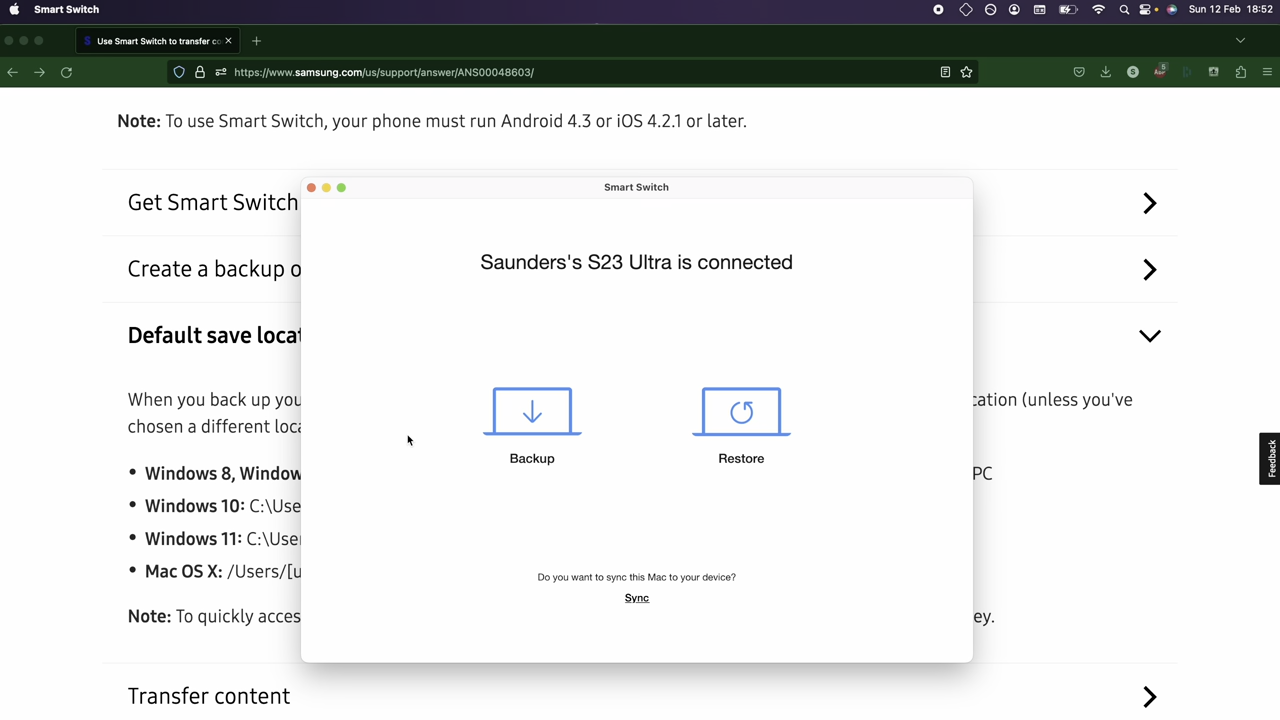 Smart Switch
Sun 12 Feb 18:52
Use Smart Switch to transfer co
https://www.samsung.com/us/support/answer/ANS00048603/
5
Note: To use Smart Switch, your phone must run Android 4.3 or iOS 4.2.1 or later.
Get Smart Switch
Create a backup o
Default save locat
When you back up you
cation (unless you've
chosen a different loca
• Windows 8, Window
PC
• Windows 10: C:\Use
• Windows 11: C:\User
• Mac OS X: /Users/[u
Note: To quickly acces
ey.
Transfer content
Smart Switch
Saunders's S23 Ultra is connected
Backup
Restore
Do you want to sync this Mac to your device?
Sync
Feedback